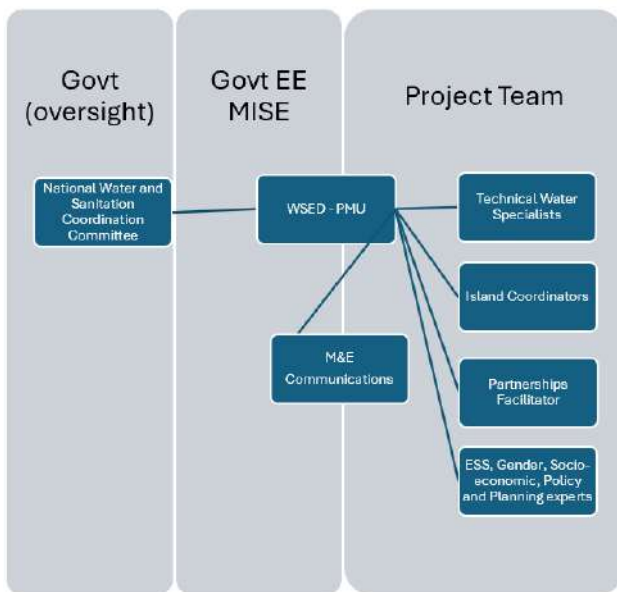 Govt
(oversight)
Govt EE
MISE
Project Team
National Water and
Sanitation
Coordination
Committee
WSED - PMU
Technical Water
Specialists
Island Coordinators
M&E
Communications
Partnerships
Facilitator
ESS, Gender, Socio-
economic, Policy
and Planning experts